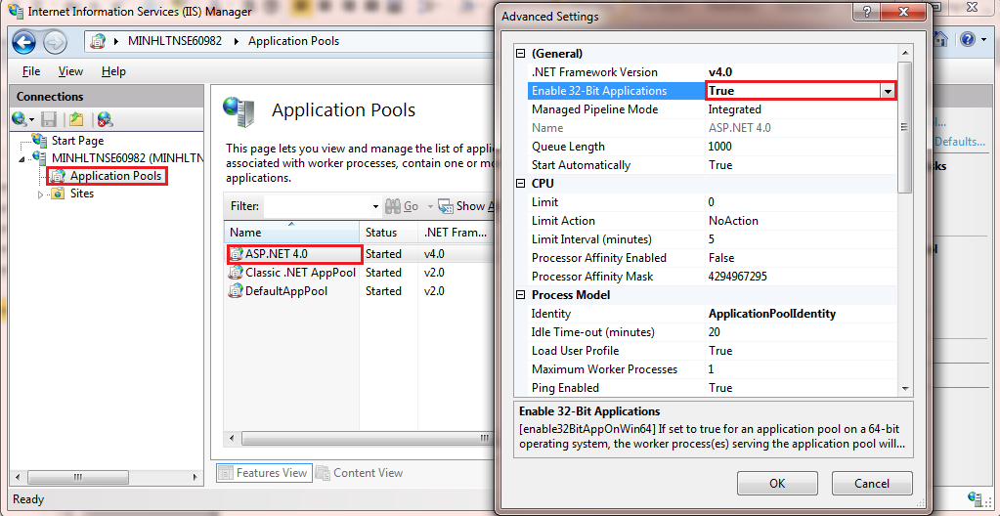 Internet Information Services (IIS) Manager
MINHLTNSE60982 Application Pools
File View Help
Connections
Start Page
MINHLTNSE60982 (MINHLTN
Application Pools
Sites
Application Pools
This page lets you view and manage the list of applic
associated with worker processes, contain one or mo
applications.
Filter: Go Show A
Name Status .NET Fram...
ASP.NET 4.0 Started v4.0
Classic .NET AppPool Started v2.0
DefaultAppPool Started v2.0
Features View Content View
Ready
Defaults...
Advanced Settings
(General)
.NET Framework Version v4.0
Enable 32-Bit Applications True
Managed Pipeline Mode Integrated
Name ASP.NET 4.0
Queue Length 1000
Start Automatically True
CPU
Limit 0
Limit Action NoAction
Limit Interval (minutes) 5
Processor Affinity Enabled False
Processor Affinity Mask 4294967295
Process Model
Identity ApplicationPoolIdentity
Idle Time-out (minutes) 20
Load User Profile True
Maximum Worker Processes 1
Ping Enabled True
Enable 32-Bit Applications
[enable32BitAppOnWin64] If set to true for an application pool on a 64-bit
operating system, the worker process(es) serving the application pool will...
OK Cancel